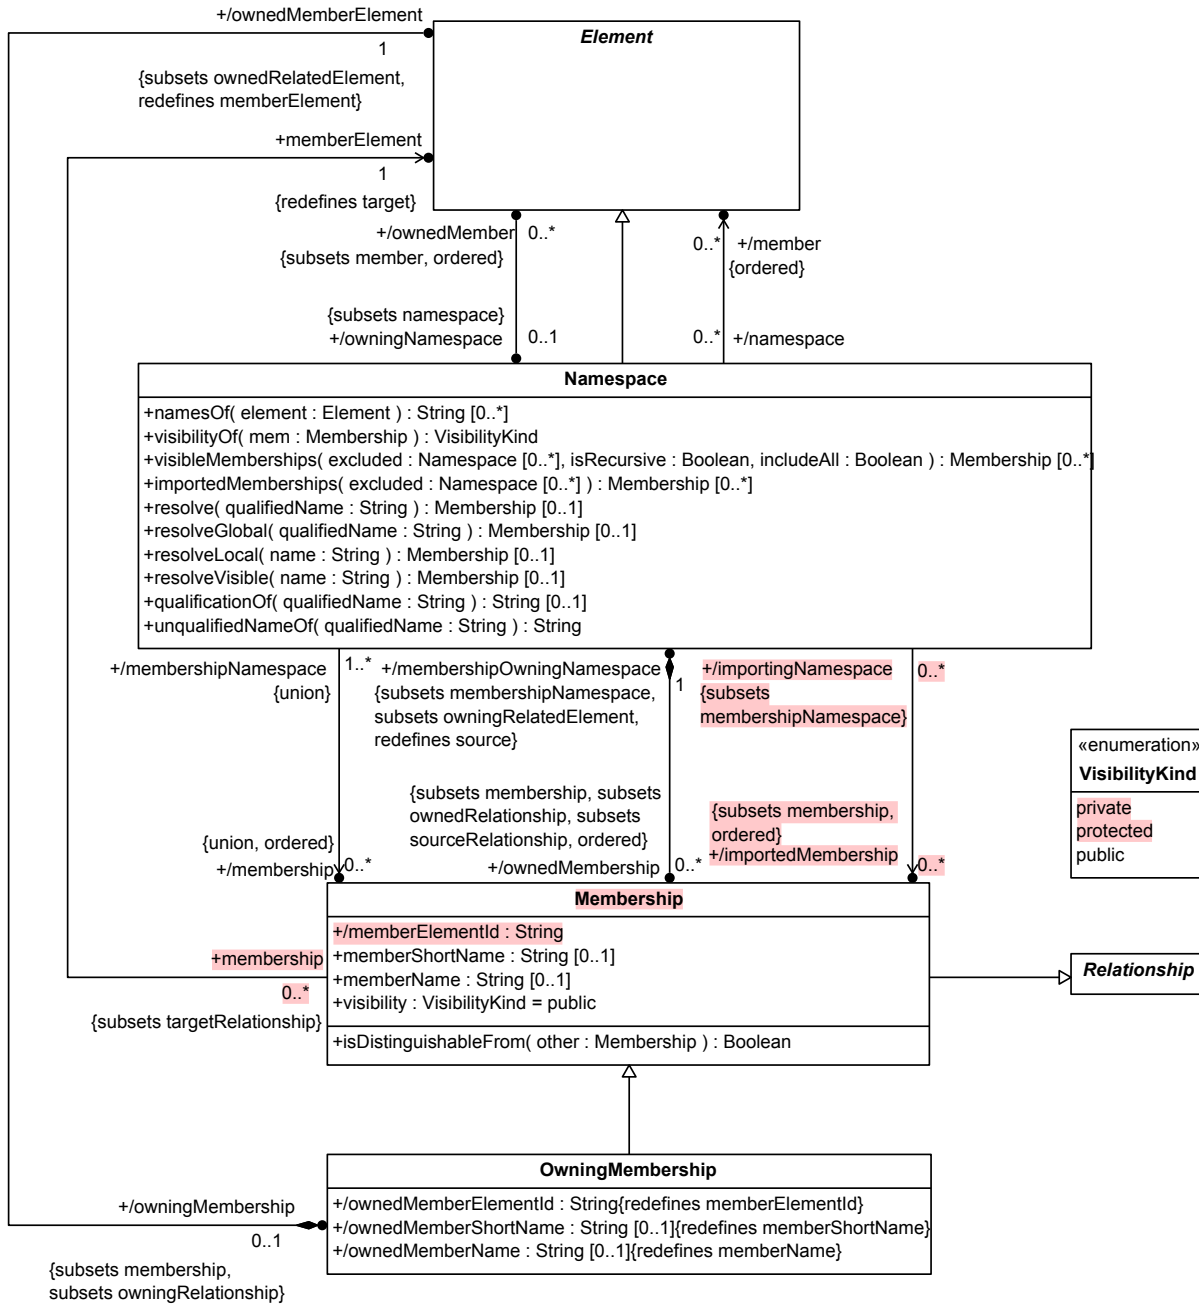 +/ownedMemberElement
1
{subsets ownedRelatedElement,
redefines memberElement}
Element
+memberElement
1
{redefines target}
+/ownedMember
0..*
{subsets member, ordered}
0..*
+/member
{ordered}
{subsets namespace}
+/owningNamespace
0..1
0..*
+/namespace
Namespace
+namesOf( element : Element ) : String [0..*]
+visibilityOf( mem : Membership ) : VisibilityKind
+visibleMemberships( excluded : Namespace [0..*], isRecursive : Boolean, includeAll : Boolean ) : Membership [0..*]
+importedMemberships( excluded : Namespace [0..*] ) : Membership [0..*]
+resolve( qualifiedName : String ) : Membership [0..1]
+resolveGlobal( qualifiedName : String ) : Membership [0..1]
+resolveLocal( name : String ) : Membership [0..1]
+resolveVisible( name : String ) : Membership [0..1]
+qualificationOf( qualifiedName : String ) : String [0..1]
+unqualifiedNameOf( qualifiedName : String ) : String
+/membershipNamespace
1..*
{union}
+/membershipOwningNamespace
1
{subsets membershipNamespace,
subsets owningRelatedElement,
redefines source}
+/importingNamespace
0..*
{subsets
membershipNamespace}
«enumeration»
VisibilityKind
private
protected
public
{union, ordered}
+/membership
0..*
{subsets membership, subsets
ownedRelationship, subsets
sourceRelationship, ordered}
+/ownedMembership
0..*
{subsets membership,
ordered}
+/importedMembership
0..*
Membership
+/memberElementId : String
+memberShortName : String [0..1]
+memberName : String [0..1]
+visibility : VisibilityKind = public
+isDistinguishableFrom( other : Membership ) : Boolean
+membership
0..*
{subsets targetRelationship}
Relationship
OwningMembership
+/ownedMemberElementId : String{redefines memberElementId}
+/ownedMemberShortName : String [0..1]{redefines memberShortName}
+/ownedMemberName : String [0..1]{redefines memberName}
+/owningMembership
0..1
{subsets membership,
subsets owningRelationship}